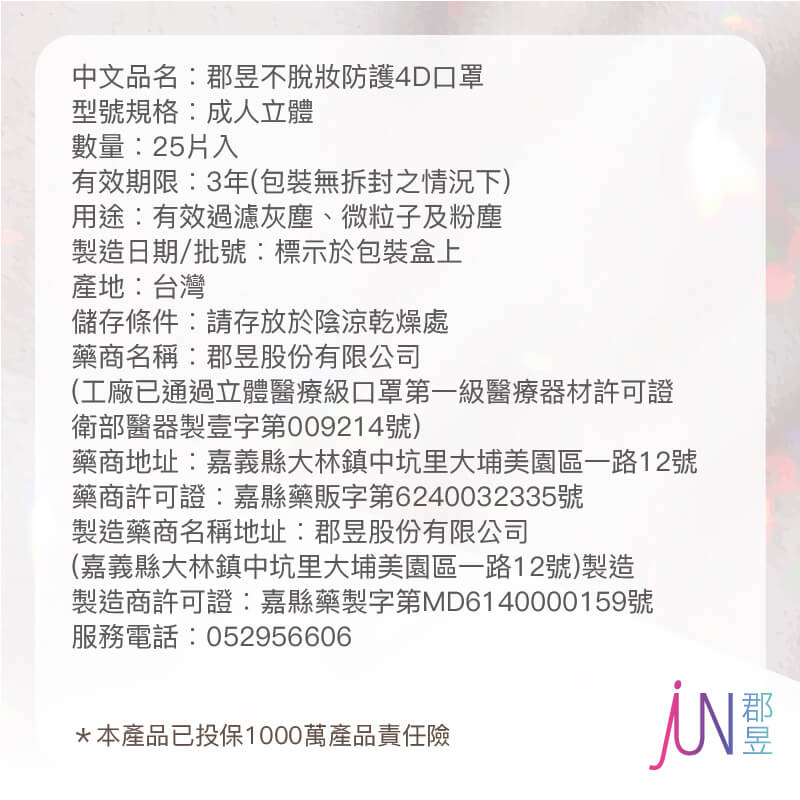 中文品名：郡昱不脫妝防護4D口罩
型號規格：成人立體
數量：25片入
有效期限：3年(包裝無拆封之情況下)
用途：有效過濾灰塵、微粒子及粉塵
製造日期/批號：標示於包裝盒上
產地：台灣
儲存條件：請存放於陰涼乾燥處
藥商名稱：郡昱股份有限公司
(工廠已通過立體醫療級口罩第一級醫療器材許可證
衛部醫器製壹字第009214號)
藥商地址：嘉義縣大林鎮中坑里大埔美園區一路12號
藥商許可證：嘉縣藥販字第6240032335號
製造藥商名稱地址：郡昱股份有限公司
(嘉義縣大林鎮中坑里大埔美園區一路12號)製造
製造商許可證：嘉縣藥製字第MD6140000159號
服務電話：052956606
＊本產品已投保1000萬產品責任險
jUN 郡昱